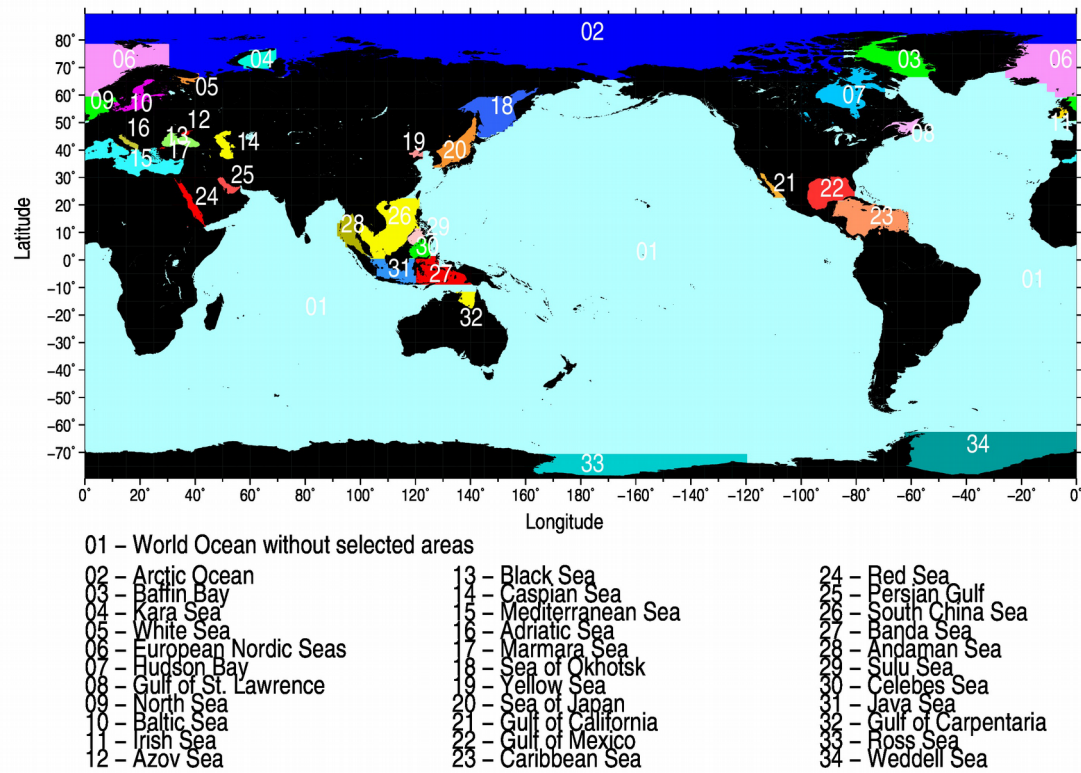 80°
70°
60°
50°
40°
30°
20°
10°
0°
−10°
−20°
−30°
−40°
−50°
−60°
−70°
Latitude
02
06
04
03
06
05
09
10
07
18
11
12
16
13
14
08
19
20
15
17
25
21
22
24
26
28
29
23
30
01
31
27
01
01
32
33
34
0° 20° 40° 60° 80° 100° 120° 140° 160° 180° −160° −140° −120° −100° −80° −60° −40° −20° 0°
Longitude
01 − World Ocean without selected areas
02 − Arctic Ocean
03 − Baffin Bay
04 − Kara Sea
05 − White Sea
06 − European Nordic Seas
07 − Hudson Bay
08 − Gulf of St. Lawrence
09 − North Sea
10 − Baltic Sea
11 − Irish Sea
12 − Azov Sea
13 − Black Sea
14 − Caspian Sea
15 − Mediterranean Sea
16 − Adriatic Sea
17 − Marmara Sea
18 − Sea of Okhotsk
19 − Yellow Sea
20 − Sea of Japan
21 − Gulf of California
22 − Gulf of Mexico
23 − Caribbean Sea
24 − Red Sea
25 − Persian Gulf
26 − South China Sea
27 − Banda Sea
28 − Andaman Sea
29 − Sulu Sea
30 − Celebes Sea
31 − Java Sea
32 − Gulf of Carpentaria
33 − Ross Sea
34 − Weddell Sea